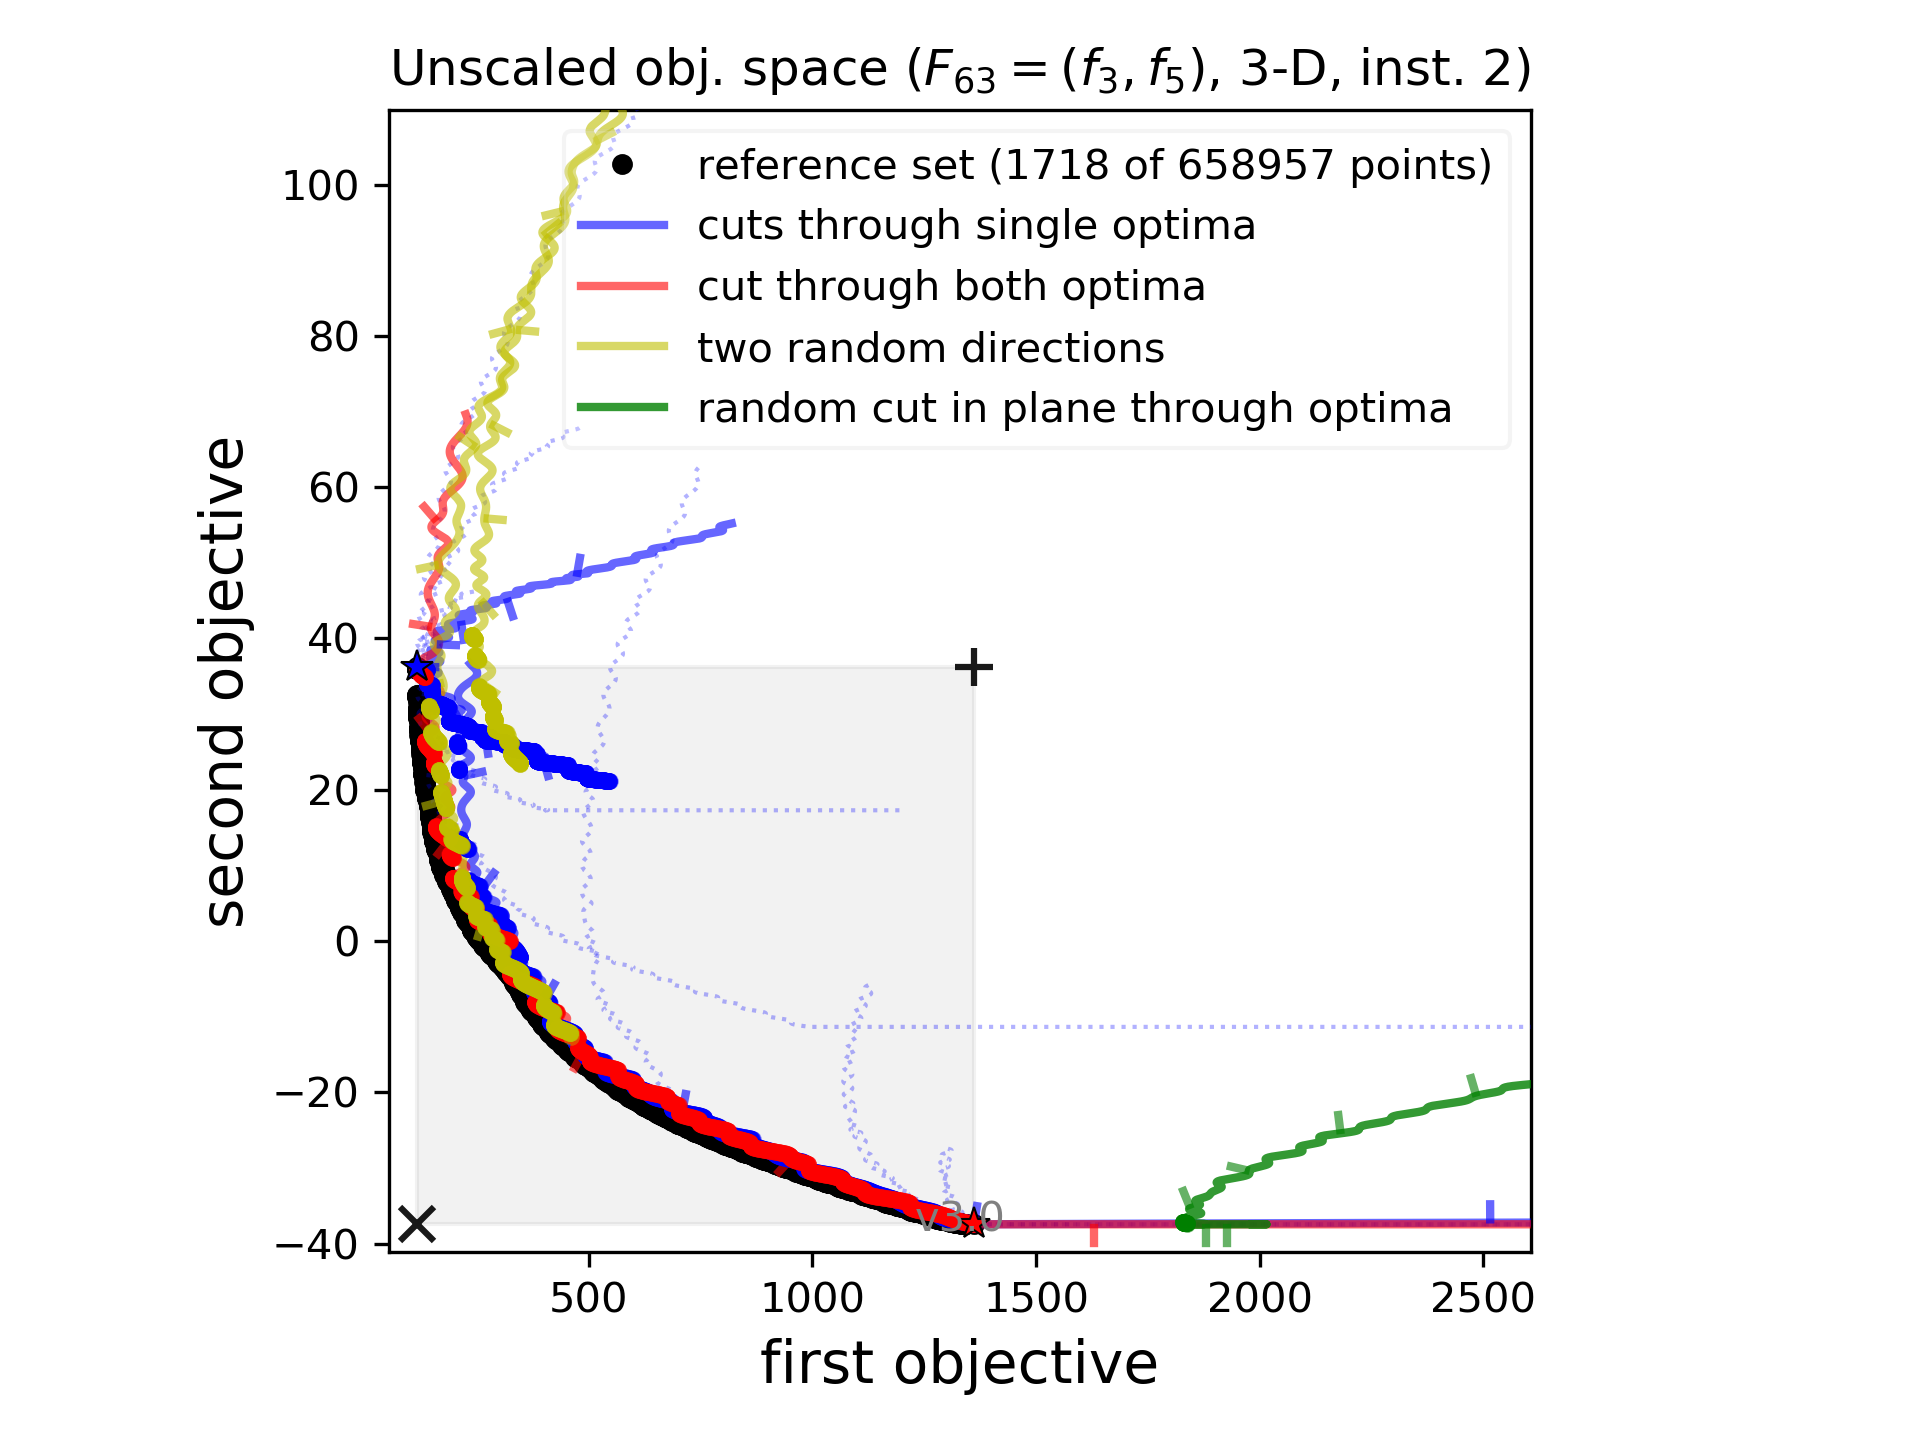 Unscaled obj. space (F₆₃ = (f₃, f₅), 3-D, inst. 2)
reference set (1718 of 658957 points)
cuts through single optima
cut through both optima
two random directions
random cut in plane through optima
second objective
100
80
60
40
20
0
−20
−40
v3.0
500
1000
1500
2000
2500
first objective